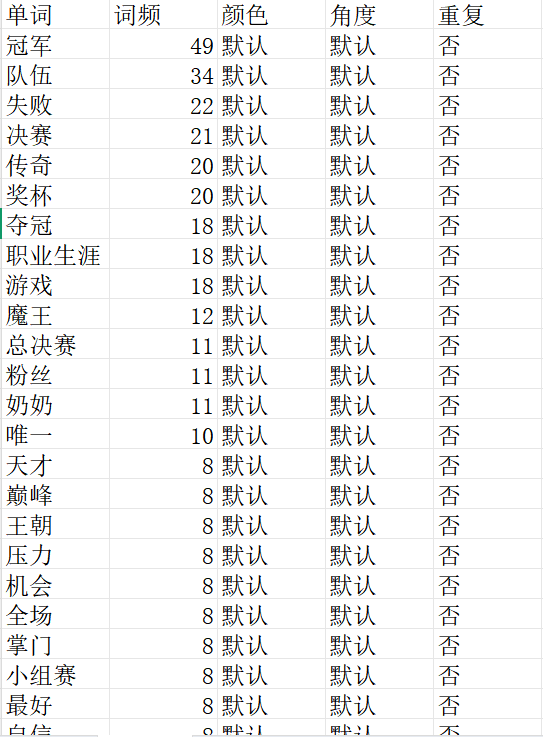 单词 词频 颜色 角度 重复
冠军 49 默认 默认 否
队伍 34 默认 默认 否
失败 22 默认 默认 否
决赛 21 默认 默认 否
传奇 20 默认 默认 否
奖杯 20 默认 默认 否
夺冠 18 默认 默认 否
职业生涯 18 默认 默认 否
游戏 18 默认 默认 否
魔王 12 默认 默认 否
总决赛 11 默认 默认 否
粉丝 11 默认 默认 否
奶奶 11 默认 默认 否
唯一 10 默认 默认 否
天才 8 默认 默认 否
巅峰 8 默认 默认 否
王朝 8 默认 默认 否
压力 8 默认 默认 否
机会 8 默认 默认 否
全场 8 默认 默认 否
掌门 8 默认 默认 否
小组赛 8 默认 默认 否
最好 8 默认 默认 否
自信 8 默认 默认 否